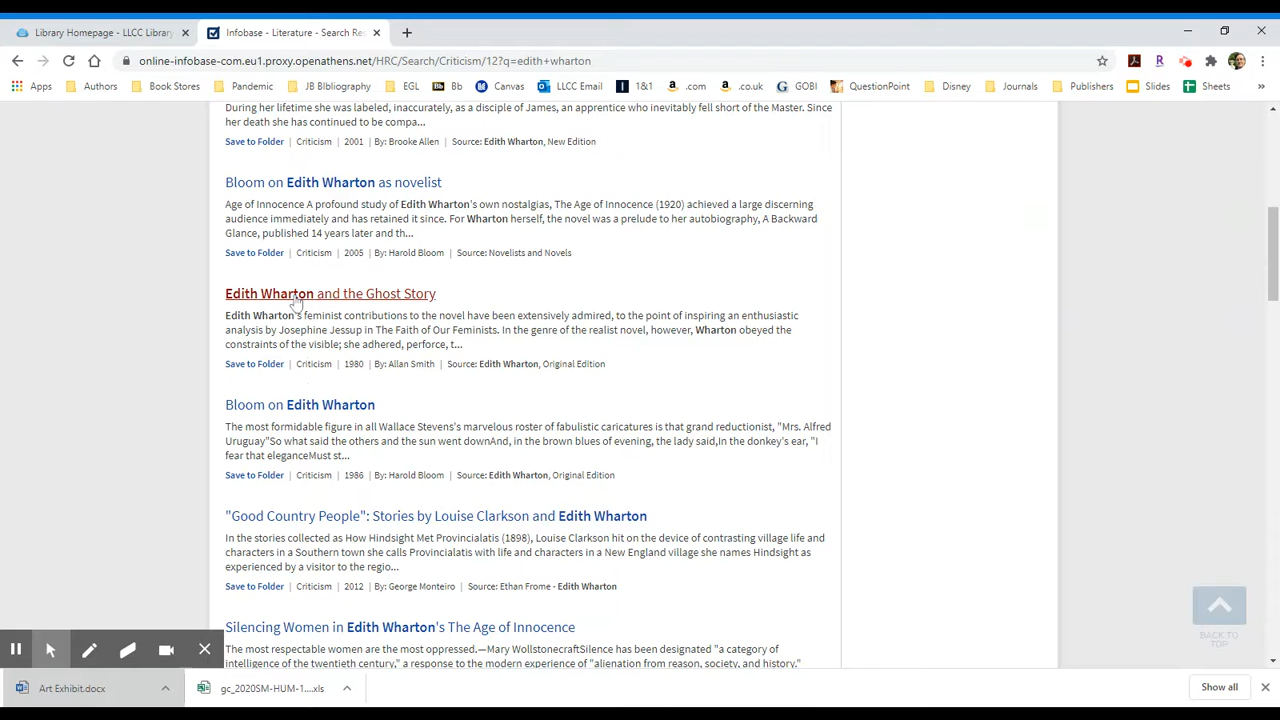 Library Homepage - LLCC Library
Infobase - Literature - Search Res
online-infobase-com.eu1.proxy.openathens.net/HRC/Search/Criticism/12?q=edith+wharton
Apps Authors Book Stores Pandemic JB BIbliography EGL Bb Bb Canvas LLCC Email 1&1 .com .co.uk GOBI QuestionPoint Disney Journals Publishers Slides Sheets »
During her lifetime she was labeled, inaccurately, as a disciple of James, an apprentice who inevitably fell short of the Master. Since
her death she has continued to be compa...
Save to Folder | Criticism | 2001 | By: Brooke Allen | Source: Edith Wharton, New Edition
Bloom on Edith Wharton as novelist
Age of Innocence A profound study of Edith Wharton's own nostalgias, The Age of Innocence (1920) achieved a large discerning
audience immediately and has retained it since. For Wharton herself, the novel was a prelude to her autobiography, A Backward
Glance, published 14 years later and th...
Save to Folder | Criticism | 2005 | By: Harold Bloom | Source: Novelists and Novels
Edith Wharton and the Ghost Story
Edith Wharton's feminist contributions to the novel have been extensively admired, to the point of inspiring an enthusiastic
analysis by Josephine Jessup in The Faith of Our Feminists. In the genre of the realist novel, however, Wharton obeyed the
constraints of the visible; she adhered, perforce, t...
Save to Folder | Criticism | 1980 | By: Allan Smith | Source: Edith Wharton, Original Edition
Bloom on Edith Wharton
The most formidable figure in all Wallace Stevens's marvelous roster of fabulistic caricatures is that grand reductionist, "Mrs. Alfred
Uruguay"So what said the others and the sun went downAnd, in the brown blues of evening, the lady said,In the donkey's ear, "I
fear that eleganceMust st...
Save to Folder | Criticism | 1986 | By: Harold Bloom | Source: Edith Wharton, Original Edition
"Good Country People": Stories by Louise Clarkson and Edith Wharton
In the stories collected as How Hindsight Met Provincialatis (1898), Louise Clarkson hit on the device of contrasting village life and
characters in a Southern town she calls Provincialatis with life and characters in a New England village she names Hindsight as
experienced by a visitor to the regio...
Save to Folder | Criticism | 2012 | By: George Monteiro | Source: Ethan Frome - Edith Wharton
BACK TO
TOP
Silencing Women in Edith Wharton's The Age of Innocence
The most respectable women are the most oppressed.—Mary WollstonecraftSilence has been designated "a category of
intelligence of the twentieth century," a response to the modern experience of "alienation from reason, society, and history."
Art Exhibit.docx
gc_2020SM-HUM-1....xls
Show all